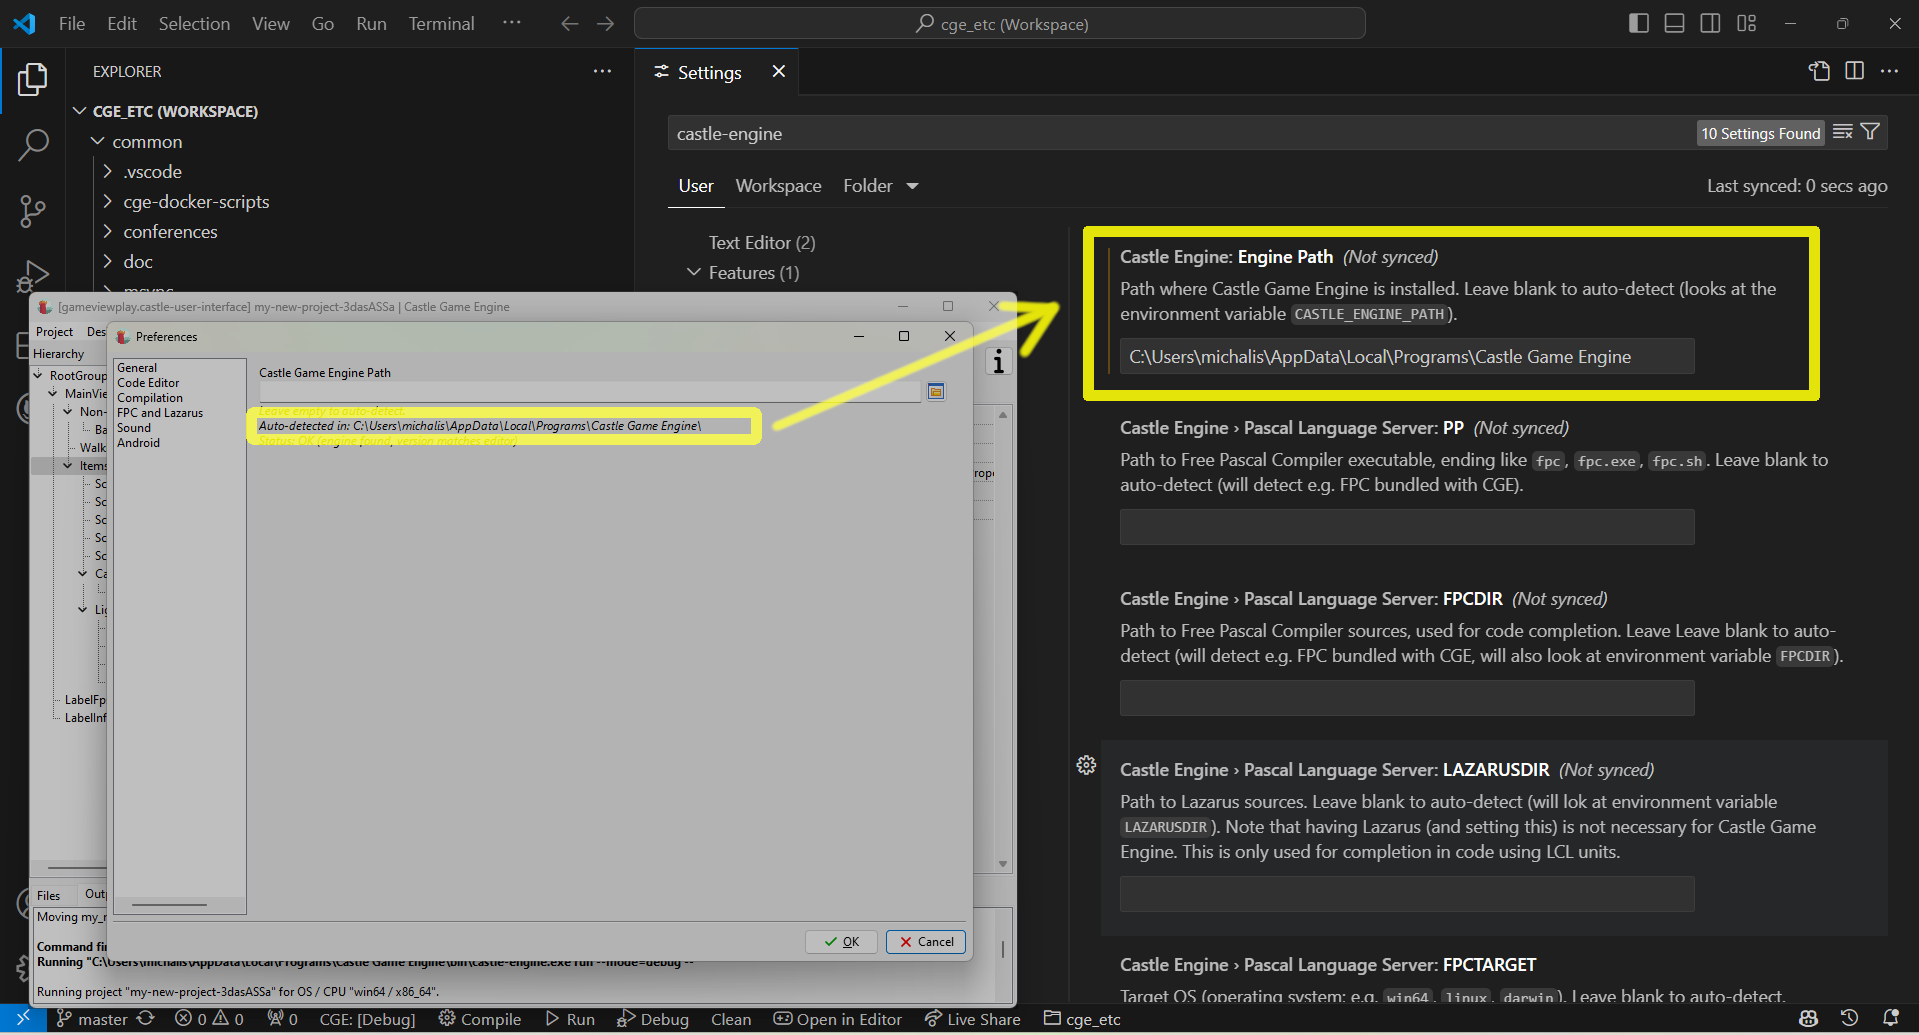 File Edit Selection View Go Run Terminal ···
cge_etc (Workspace)
EXPLORER
CGE_ETC (WORKSPACE)
common
.vscode
cge-docker-scripts
conferences
doc
Settings
castle-engine
10 Settings Found
User Workspace Folder
Last synced: 0 secs ago
Text Editor (2)
Features (1)
Castle Engine: Engine Path (Not synced)
Path where Castle Game Engine is installed. Leave blank to auto-detect (looks at the
environment variable CASTLE_ENGINE_PATH).
C:\Users\michalis\AppData\Local\Programs\Castle Game Engine
Castle Engine › Pascal Language Server: PP (Not synced)
Path to Free Pascal Compiler executable, ending like fpc, fpc.exe, fpc.sh. Leave blank to
auto-detect (will detect e.g. FPC bundled with CGE).
Castle Engine › Pascal Language Server: FPCDIR (Not synced)
Path to Free Pascal Compiler sources, used for code completion. Leave Leave blank to auto-
detect (will detect e.g. FPC bundled with CGE, will also look at environment variable FPCDIR).
Castle Engine › Pascal Language Server: LAZARUSDIR (Not synced)
Path to Lazarus sources. Leave blank to auto-detect (will lok at environment variable
LAZARUSDIR). Note that having Lazarus (and setting this) is not necessary for Castle Game
Engine. This is only used for completion in code using LCL units.
Castle Engine › Pascal Language Server: FPCTARGET
Target OS (operating system; e.g. win64, linux, darwin). Leave blank to auto-detect.
[gameviewplay.castle-user-interface] my-new-project-3dasASSa | Castle Game Engine
Project Des
Hierarchy
RootGroup
MainVie
Non-
Ba
Walk
Items
Sc
Sc
Sc
Sc
Sc
Ca
Lig
LabelFp
LabelInf
rope
Preferences
General
Code Editor
Compilation
FPC and Lazarus
Sound
Android
Castle Game Engine Path
Leave empty to auto-detect.
Auto-detected in: C:\Users\michalis\AppData\Local\Programs\Castle Game Engine\
Status: OK (engine found, version matches editor)
OK Cancel
Files Outp
Moving my_n
Command fin
Running "C:\Users\michalis\AppData\Local\Programs\Castle Game Engine\bin\castle-engine.exe run --mode=debug --
Running project "my-new-project-3dasASSa" for OS / CPU "win64 / x86_64".
master 0 0 0 CGE: [Debug] Compile Run Debug Clean Open in Editor Live Share cge_etc